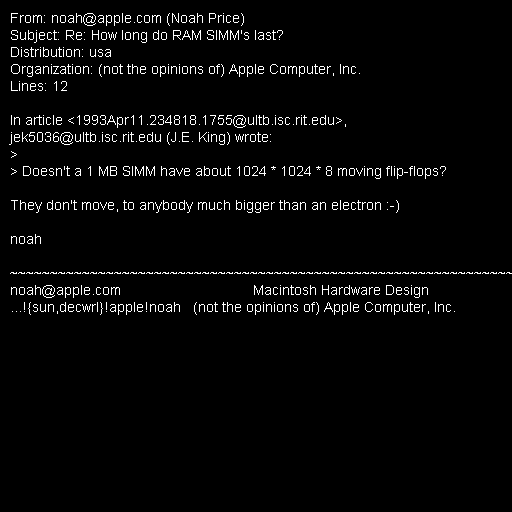 From: noah@apple.com (Noah Price)
Subject: Re: How long do RAM SIMM's last?
Distribution: usa
Organization: (not the opinions of) Apple Computer, Inc.
Lines: 12

In article <1993Apr11.234818.1755@ultb.isc.rit.edu>,
jek5036@ultb.isc.rit.edu (J.E. King) wrote:
>
> Doesn't a 1 MB SIMM have about 1024 * 1024 * 8 moving flip-flops?

They don't move, to anybody much bigger than an electron :-)

noah

~~~~~~~~~~~~~~~~~~~~~~~~~~~~~~~~~~~~~~~~~~~~~~~~~~~~~~~~~~~~~~~
noah@apple.com                                 Macintosh Hardware Design
...!{sun,decwrl}!apple!noah   (not the opinions of) Apple Computer, Inc.